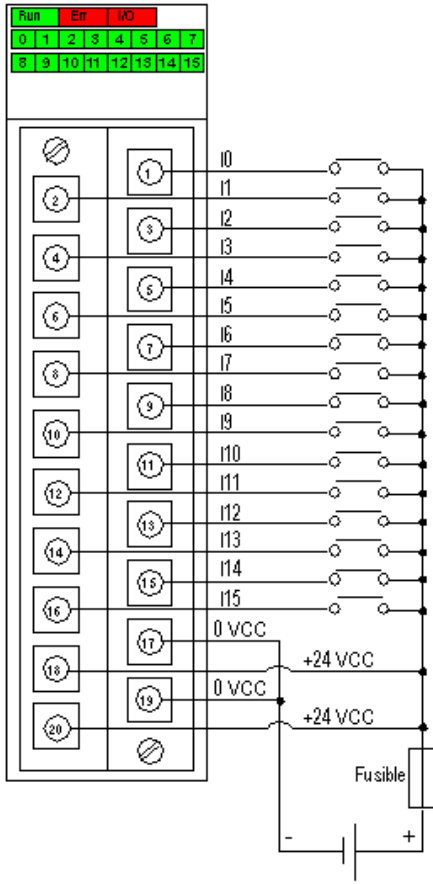 Run Err I/O
0 1 2 3 4 5 6 7
8 9 10 11 12 13 14 15
1 I0
2 I1
3 I2
4 I3
5 I4
6 I5
7 I6
8 I7
9 I8
10 I9
11 I10
12 I11
13 I12
14 I13
15 I14
16 I15
17 0 VCC
18 +24 VCC
19 0 VCC
20 +24 VCC
Fusible
- +